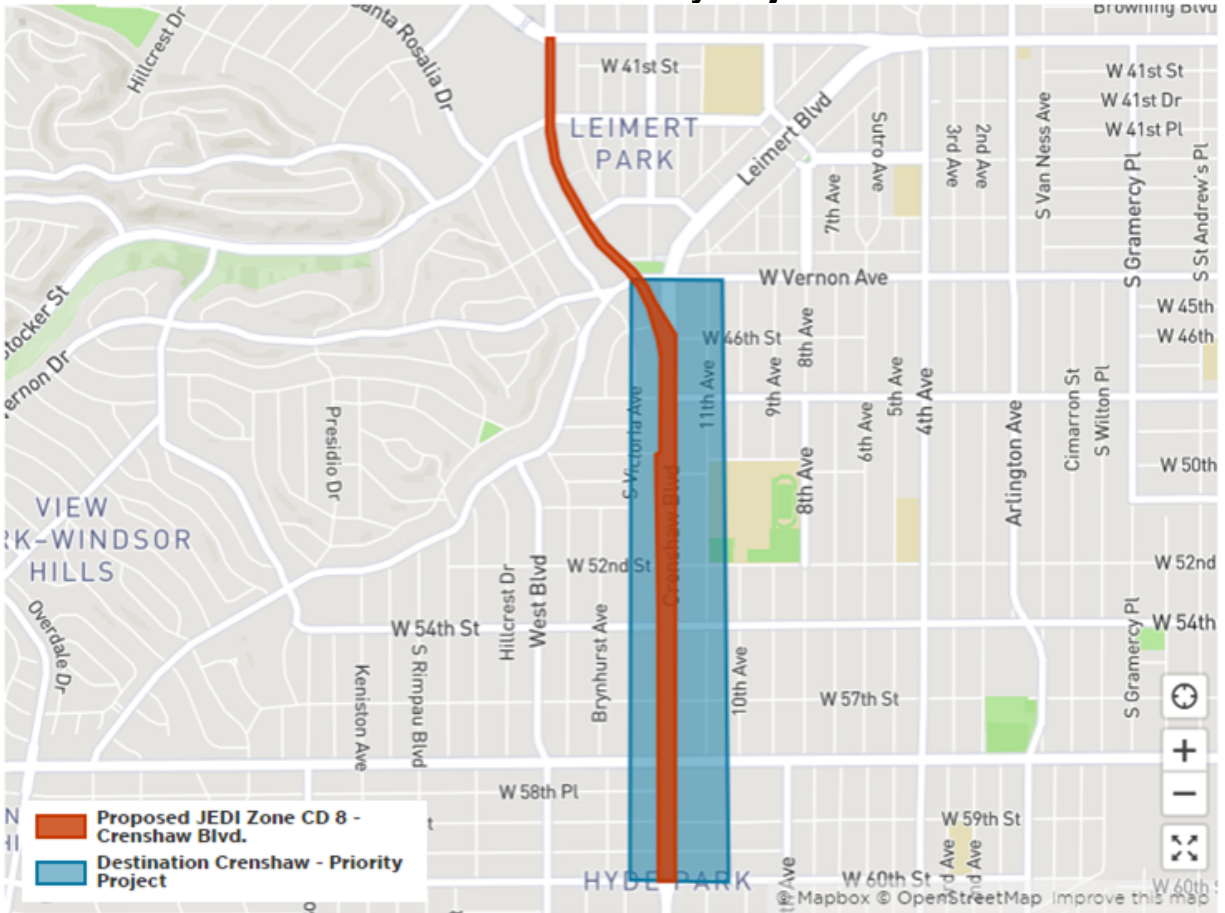 Browning Blvd
Hillcrest Dr
Santa Rosalia Dr
W 41st St
W 41st St
W 41st Dr
W 41st Pl
LEIMERT
PARK
Leimert Blvd
Sutro Ave
3rd Ave
2nd Ave
S Van Ness Ave
S Gramercy Pl
S St Andrew's Pl
7th Ave
W Vernon Ave
Stocker St
Vernon Dr
W 45th
W 46th St
W 46th
8th Ave
11th Ave
9th Ave
5th Ave
4th Ave
6th Ave
Cimarron St
S Wilton Pl
S Victoria Ave
Presidio Dr
Arlington Ave
8th Ave
W 50th
Crenshaw Blvd
VIEW
RK-WINDSOR
HILLS
W 52nd St
W 52nd
Hillcrest Dr
West Blvd
Brynhurst Ave
W 54th St
W 54th
Overdale Dr
Keniston Ave
S Rimpau Blvd
10th Ave
W 57th St
S Gramercy Pl
W 58th Pl
W 59th St
Proposed JEDI Zone CD 8 -
Crenshaw Blvd.
Destination Crenshaw - Priority
Project
HYDE PARK
W 60th St
W 60th S
© Mapbox © OpenStreetMap Improve this map